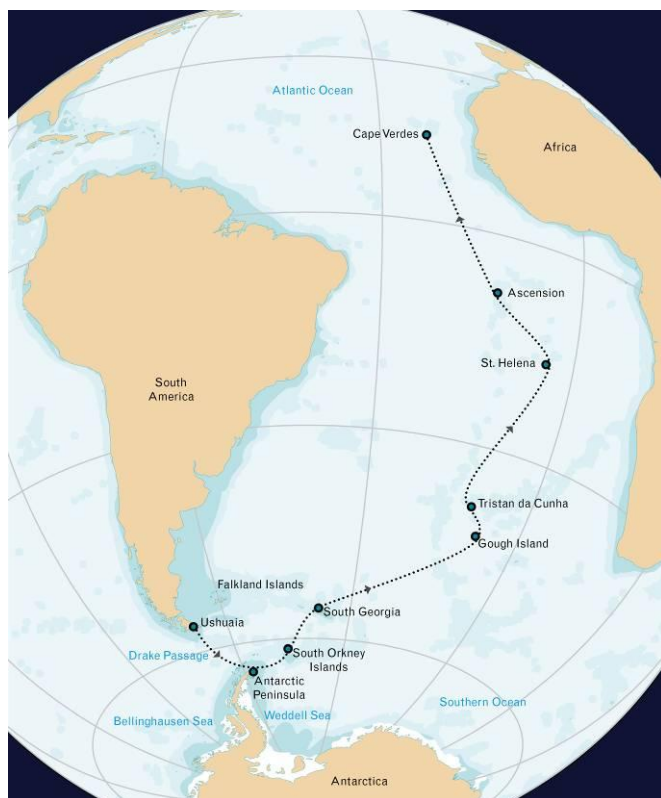 Atlantic Ocean
Cape Verdes
Africa
Ascension
St. Helena
South
America
Tristan da Cunha
Gough Island
Falkland Islands
South Georgia
Ushuaia
South Orkney
Islands
Drake Passage
Antarctic
Peninsula
Southern Ocean
Weddell Sea
Bellinghausen Sea
Antarctica